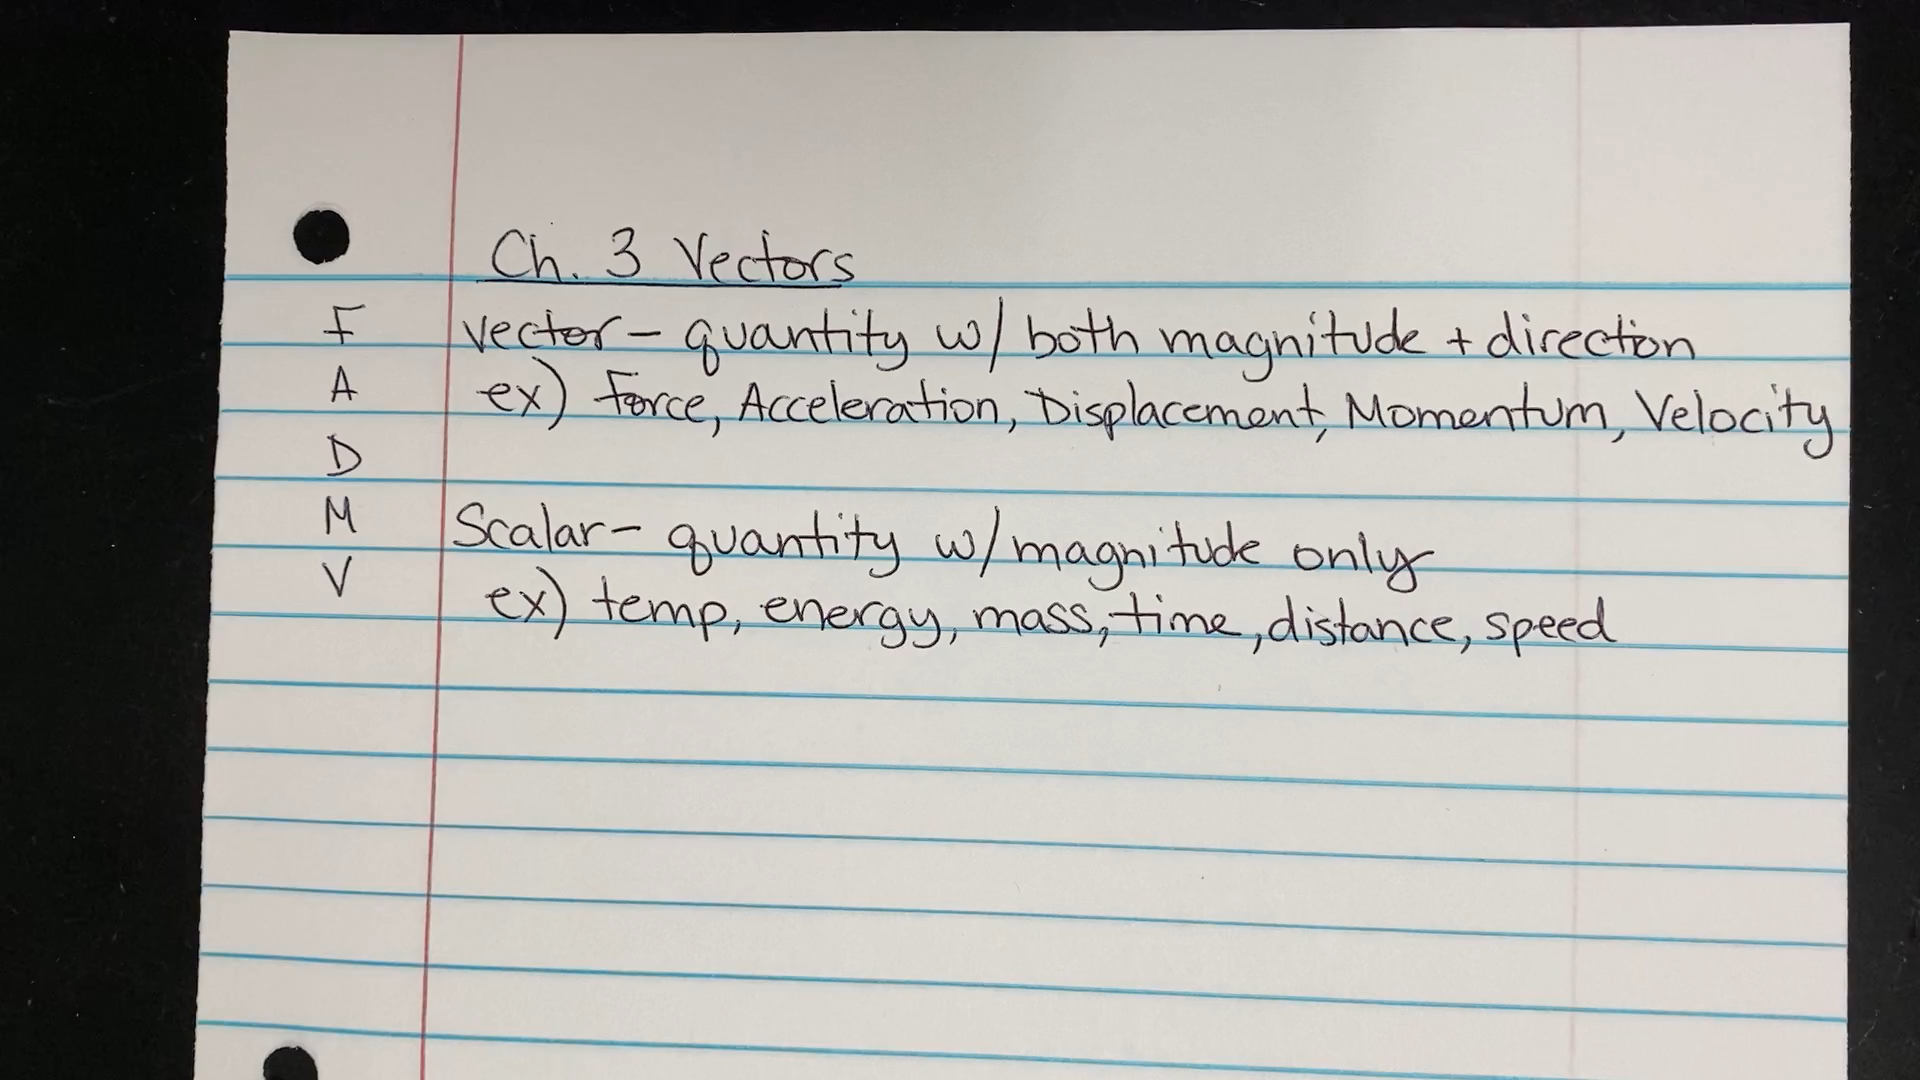 Ch. 3 Vectors
F
vector - quantity w/ both magnitude + direction
A
ex) Force, Acceleration, Displacement, Momentum, Velocity
D
M
Scalar - quantity w/ magnitude only
V
ex) temp, energy, mass, time, distance, speed